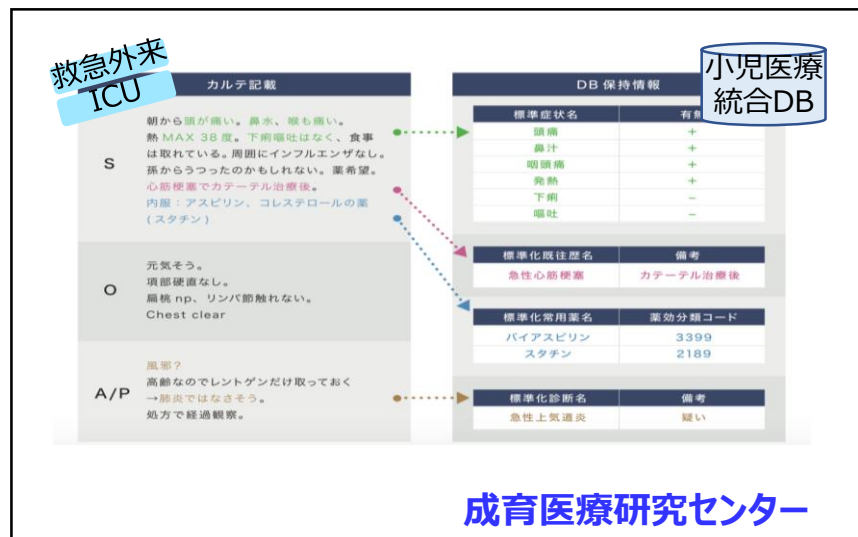 救急外来
ICU
カルテ記載
S
朝から頭が痛い。鼻水、喉も痛い。
熱 MAX 38 度。下痢嘔吐はなく、食事
は取れている。周囲にインフルエンザなし。
孫からうつったのかもしれない。薬希望。
心筋梗塞でカテーテル治療後。
内服：アスピリン、コレステロールの薬
(スタチン)
O
元気そう。
項部硬直なし。
扁桃 np、リンパ節触れない。
Chest clear
A/P
風邪？
高齢なのでレントゲンだけ取っておく
→肺炎ではなさそう。
処方で経過観察。
小児医療
統合DB
DB 保持情報
標準症状名 有無
頭痛 +
鼻汁 +
咽頭痛 +
発熱 +
下痢 −
嘔吐 −
標準化既往歴名 備考
急性心筋梗塞 カテーテル治療後
標準化常用薬名 薬効分類コード
バイアスピリン 3399
スタチン 2189
標準化診断名 備考
急性上気道炎 疑い
成育医療研究センター